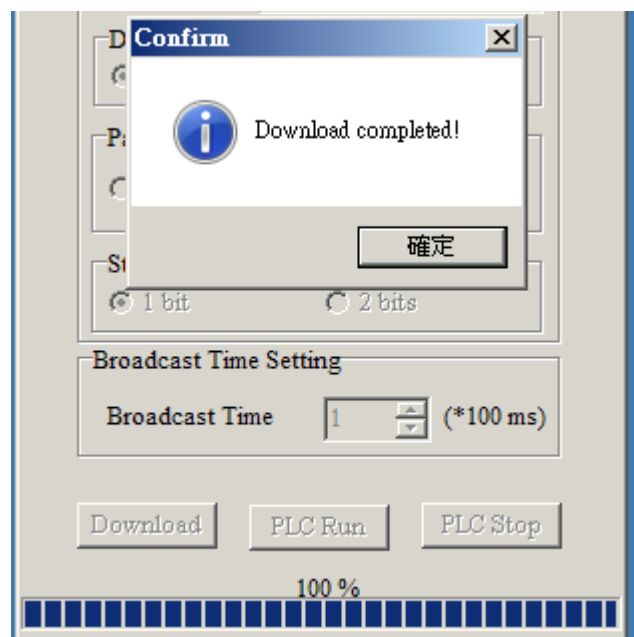 Confirm
Download completed!
確定
1 bit
2 bits
Broadcast Time Setting
Broadcast Time
1
(*100 ms)
Download
PLC Run
PLC Stop
100 %